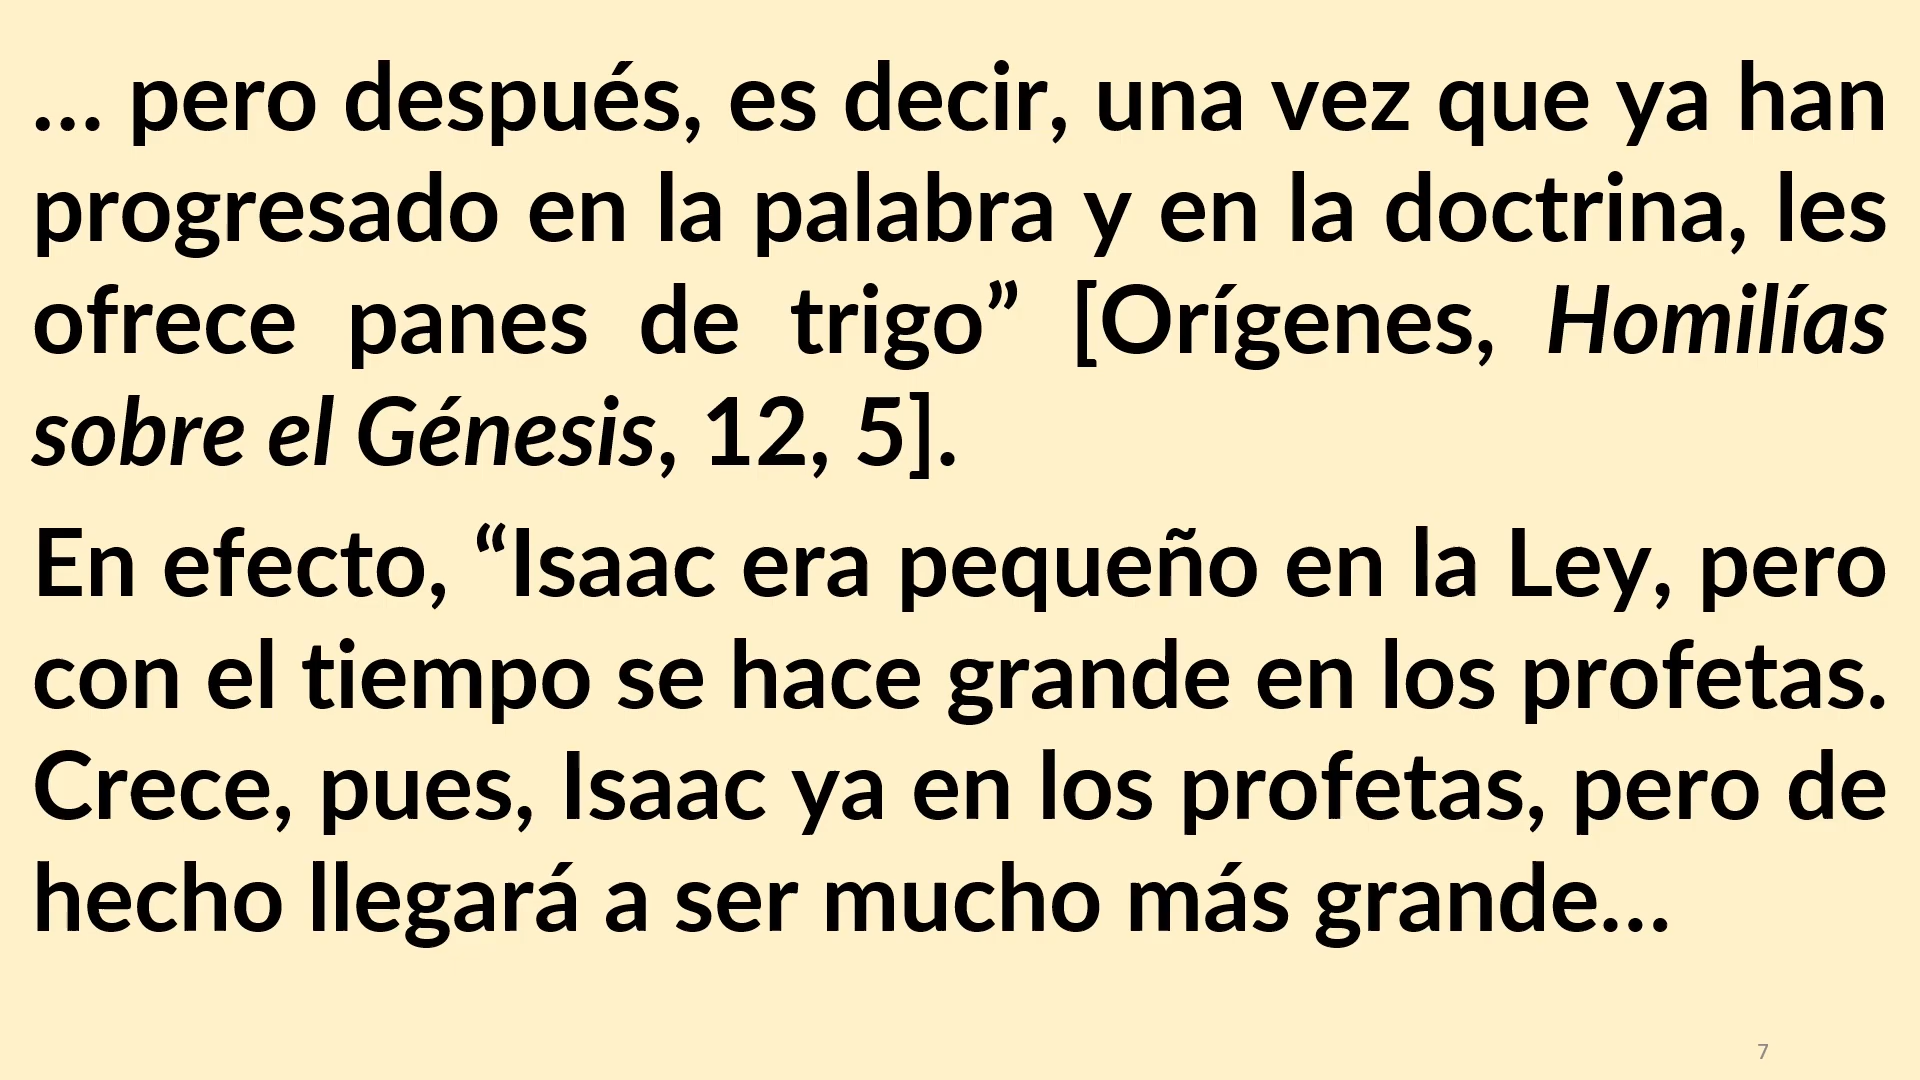 … pero después, es decir, una vez que ya han
progresado en la palabra y en la doctrina, les
ofrece panes de trigo” [Orígenes, Homilías
sobre el Génesis, 12, 5].
En efecto, “Isaac era pequeño en la Ley, pero
con el tiempo se hace grande en los profetas.
Crece, pues, Isaac ya en los profetas, pero de
hecho llegará a ser mucho más grande…
7